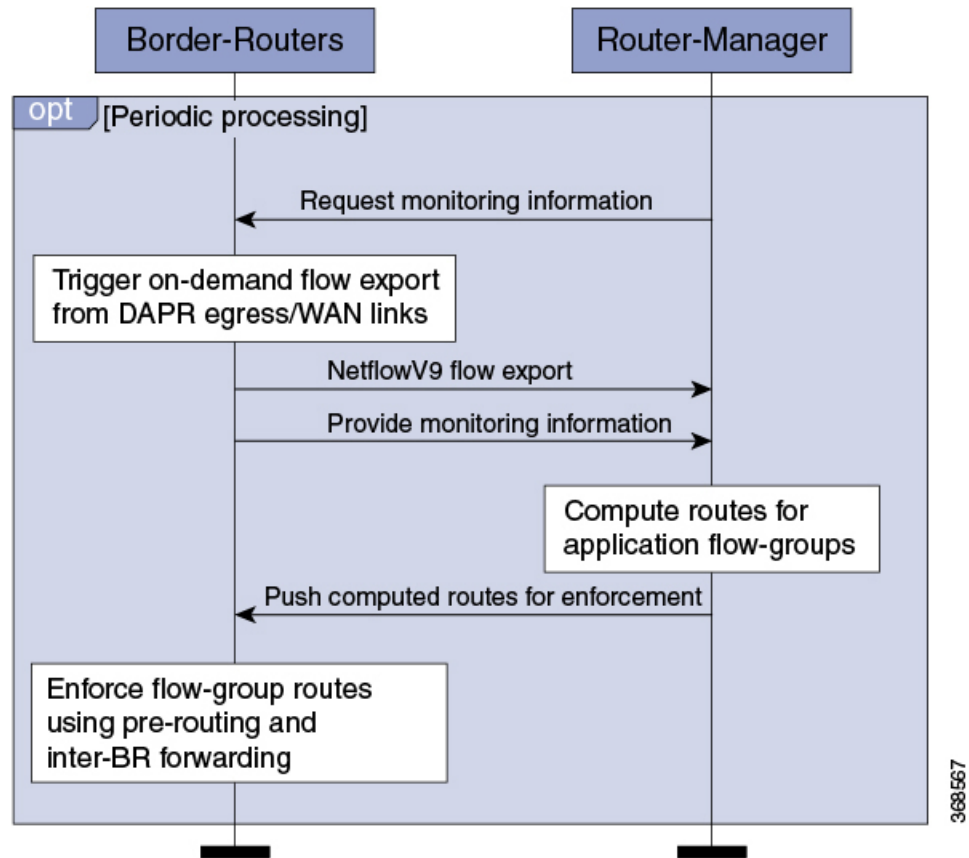 Border-Routers
Router-Manager
opt
[Periodic processing]
Request monitoring information
Trigger on-demand flow export
from DAPR egress/WAN links
NetflowV9 flow export
Provide monitoring information
Compute routes for
application flow-groups
Push computed routes for enforcement
Enforce flow-group routes
using pre-routing and
inter-BR forwarding
368567